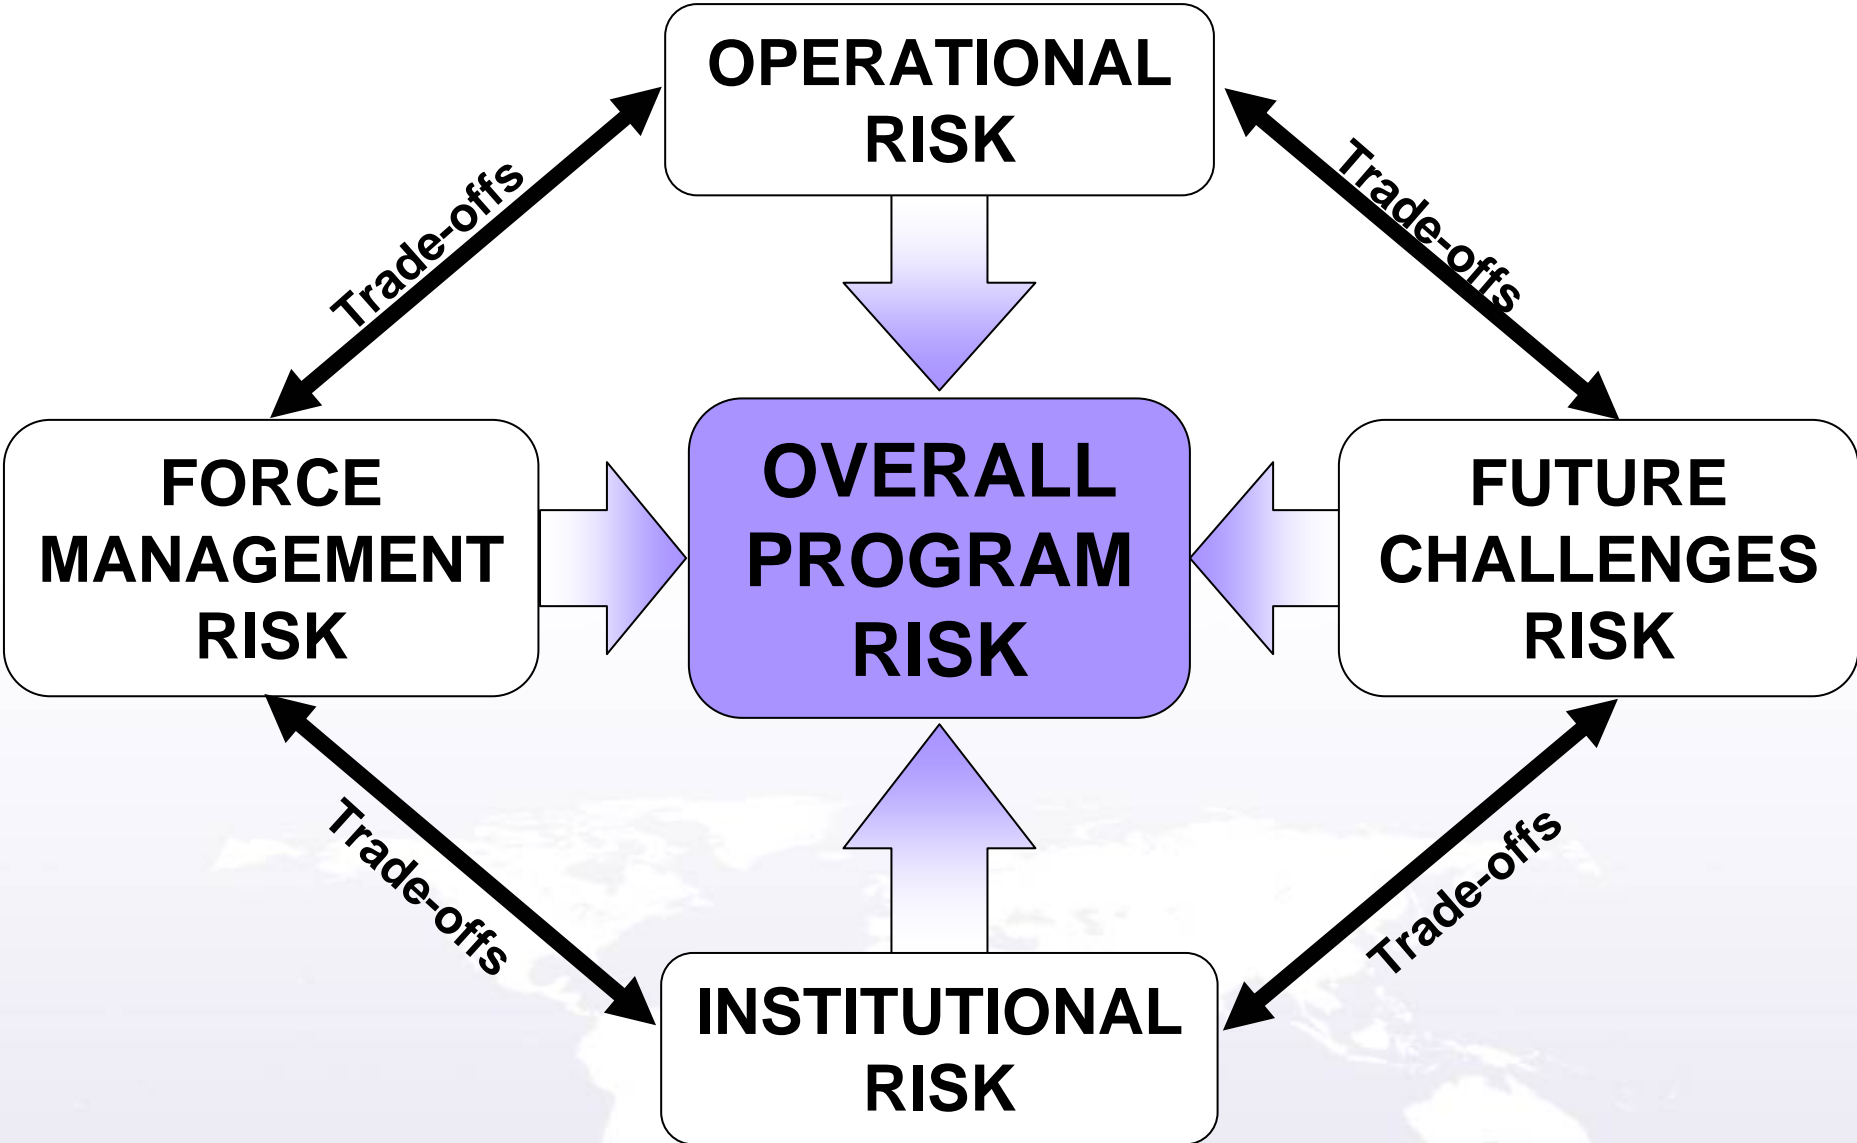 OPERATIONAL
RISK
Trade-offs
Trade-offs
FORCE
MANAGEMENT
RISK
OVERALL
PROGRAM
RISK
FUTURE
CHALLENGES
RISK
Trade-offs
Trade-offs
INSTITUTIONAL
RISK